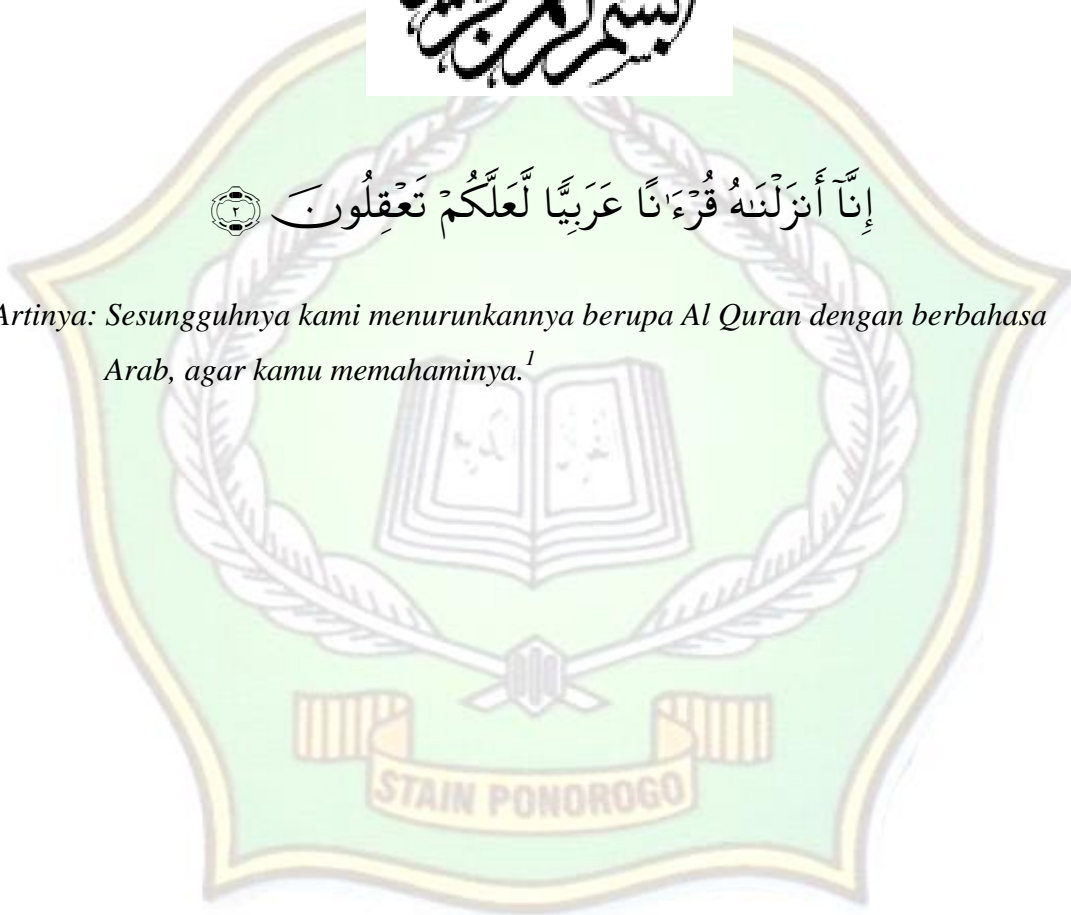 إِنَّآ أَنزَلْنَٰهُ قُرْءَٰنًا عَرَبِيًّا لَّعَلَّكُمْ تَعْقِلُونَ ﴿٢﴾
Artinya: Sesungguhnya kami menurunkannya berupa Al Quran dengan berbahasa
Arab, agar kamu memahaminya.1
STAIN PONOROGO